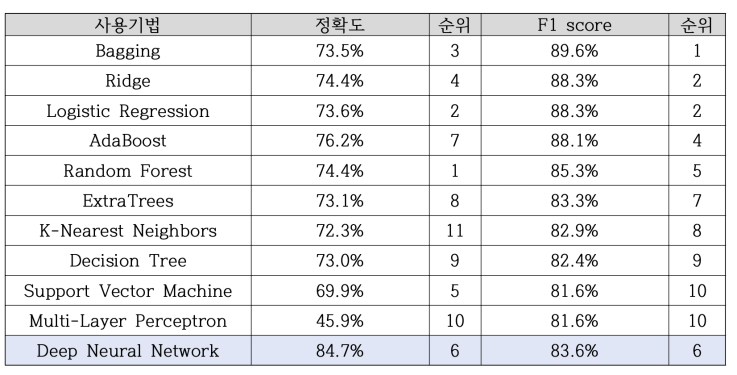 사용기법 정확도 순위 F1 score 순위
Bagging 73.5% 3 89.6% 1
Ridge 74.4% 4 88.3% 2
Logistic Regression 73.6% 2 88.3% 2
AdaBoost 76.2% 7 88.1% 4
Random Forest 74.4% 1 85.3% 5
ExtraTrees 73.1% 8 83.3% 7
K-Nearest Neighbors 72.3% 11 82.9% 8
Decision Tree 73.0% 9 82.4% 9
Support Vector Machine 69.9% 5 81.6% 10
Multi-Layer Perceptron 45.9% 10 81.6% 10
Deep Neural Network 84.7% 6 83.6% 6